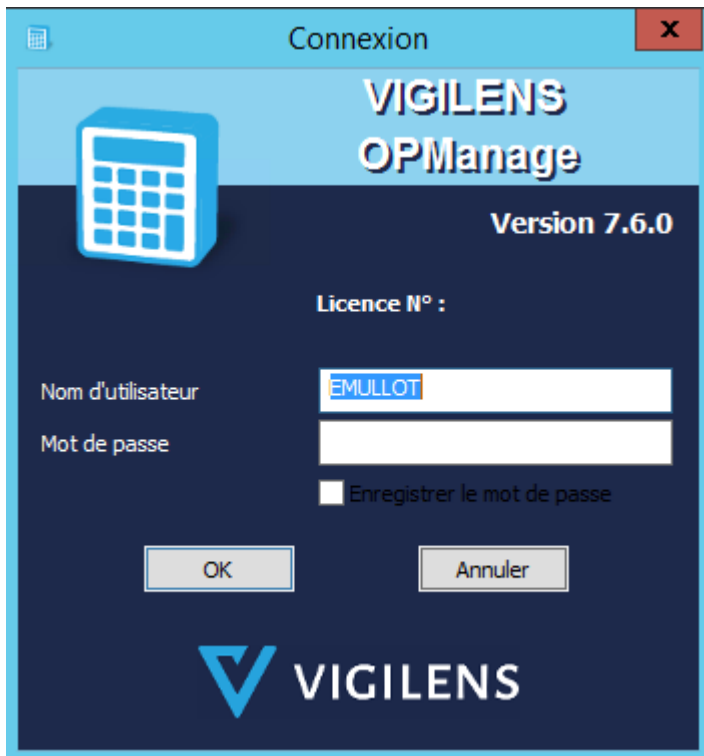 Connexion
x
VIGILENS
OPManage
Version 7.6.0
Licence N° :
Nom d'utilisateur
EMULLOT
Mot de passe
Enregistrer le mot de passe
OK
Annuler
VIGILENS